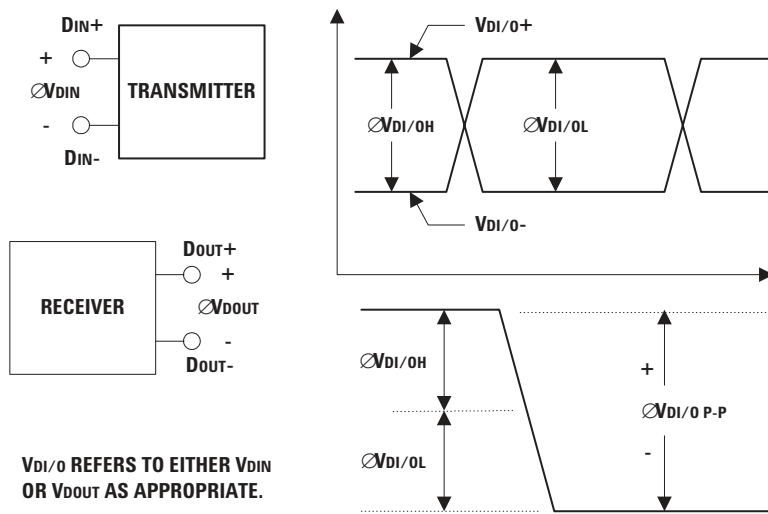 DIN+
+
∅VDIN
-
DIN-
TRANSMITTER
DOUT+
+
∅VDOUT
-
DOUT-
RECEIVER
VDI/O REFERS TO EITHER VDIN
OR VDOUT AS APPROPRIATE.
VDI/O+
∅VDI/OH
∅VDI/OL
VDI/O-
∅VDI/OH
∅VDI/OL
+
∅VDI/O P-P
-